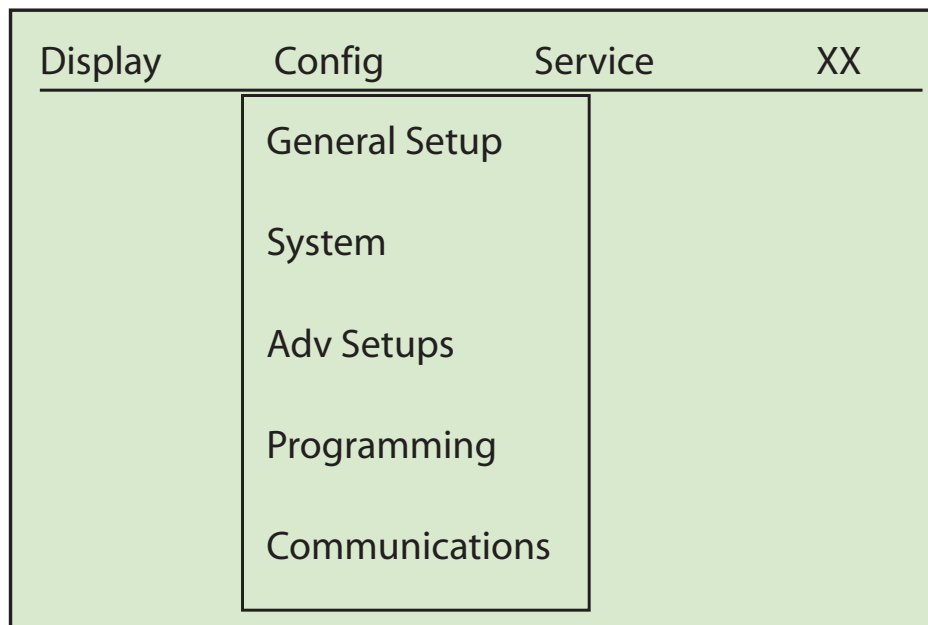 Display Config Service XX
General Setup
System
Adv Setups
Programming
Communications